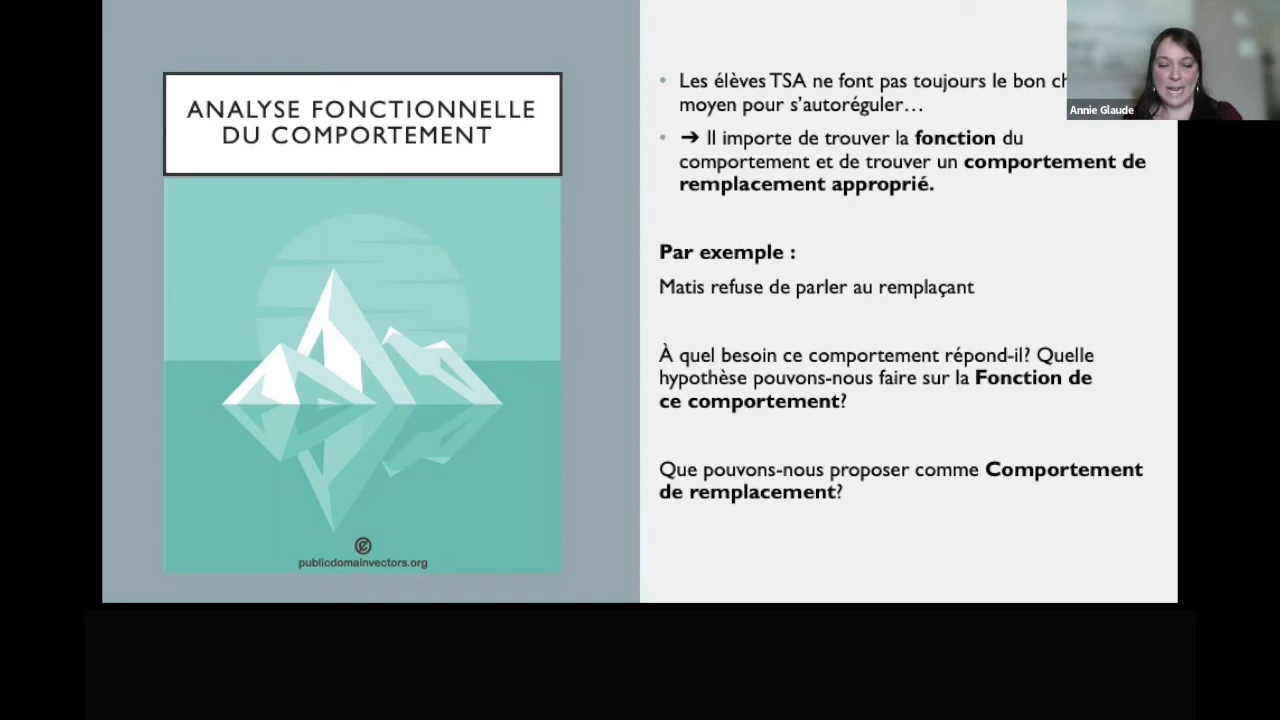 ANALYSE FONCTIONNELLE
DU COMPORTEMENT
publicdomainvectors.org
Les élèves TSA ne font pas toujours le bon
moyen pour s'autoréguler…
➔ Il importe de trouver la fonction du
comportement et de trouver un comportement de
remplacement approprié.
Par exemple :
Matis refuse de parler au remplaçant
À quel besoin ce comportement répond-il? Quelle
hypothèse pouvons-nous faire sur la Fonction de
ce comportement?
Que pouvons-nous proposer comme Comportement
de remplacement?
Annie Glaude